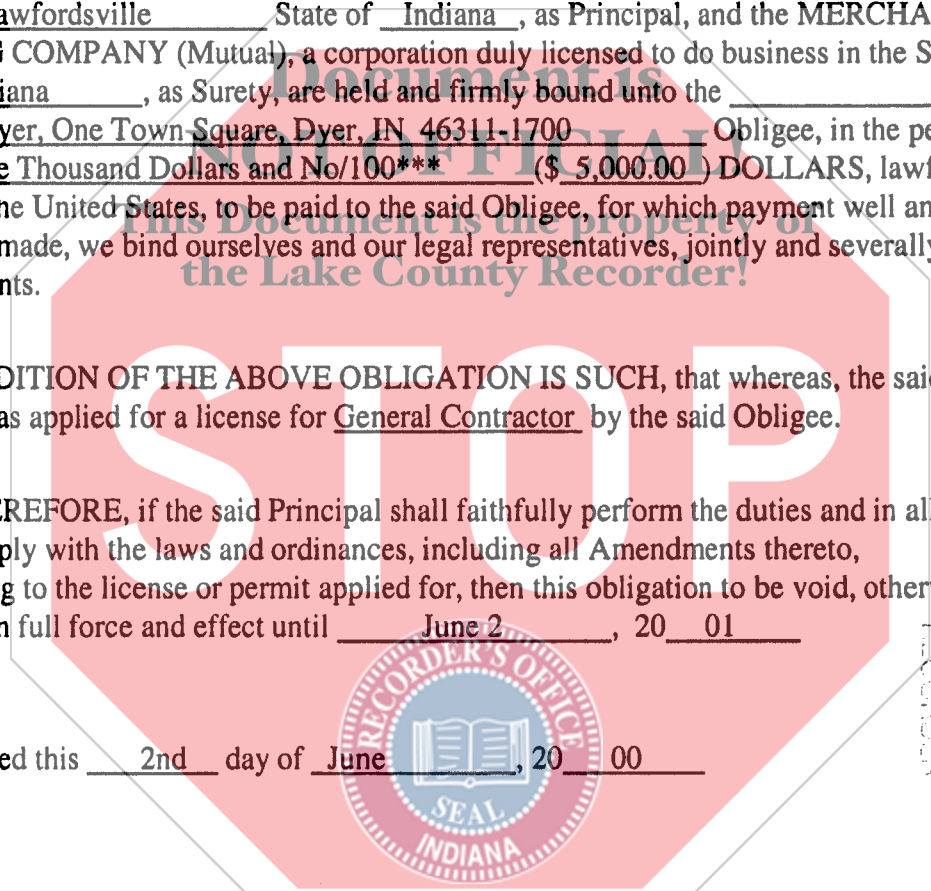 awfordsville State of Indiana , as Principal, and the MERCHA
COMPANY (Mutual), a corporation duly licensed to do business in the S
iana , as Surety, are held and firmly bound unto the
yer, One Town Square, Dyer, IN 46311-1700 Obligee, in the pe
e Thousand Dollars and No/100*** ($ 5,000.00 ) DOLLARS, lawf
he United States, to be paid to the said Obligee, for which payment well an
made, we bind ourselves and our legal representatives, jointly and severally
nts.
DITION OF THE ABOVE OBLIGATION IS SUCH, that whereas, the said
as applied for a license for General Contractor by the said Obligee.
EREFORE, if the said Principal shall faithfully perform the duties and in all
ply with the laws and ordinances, including all Amendments thereto,
g to the license or permit applied for, then this obligation to be void, other
n full force and effect until June 2 , 20 01
ed this 2nd day of June , 20 00
Document is
NOT OFFICIAL!
This Document is the property of
the Lake County Recorder!
STOP
RECORDER'S OFFICE
SEAL
INDIANA